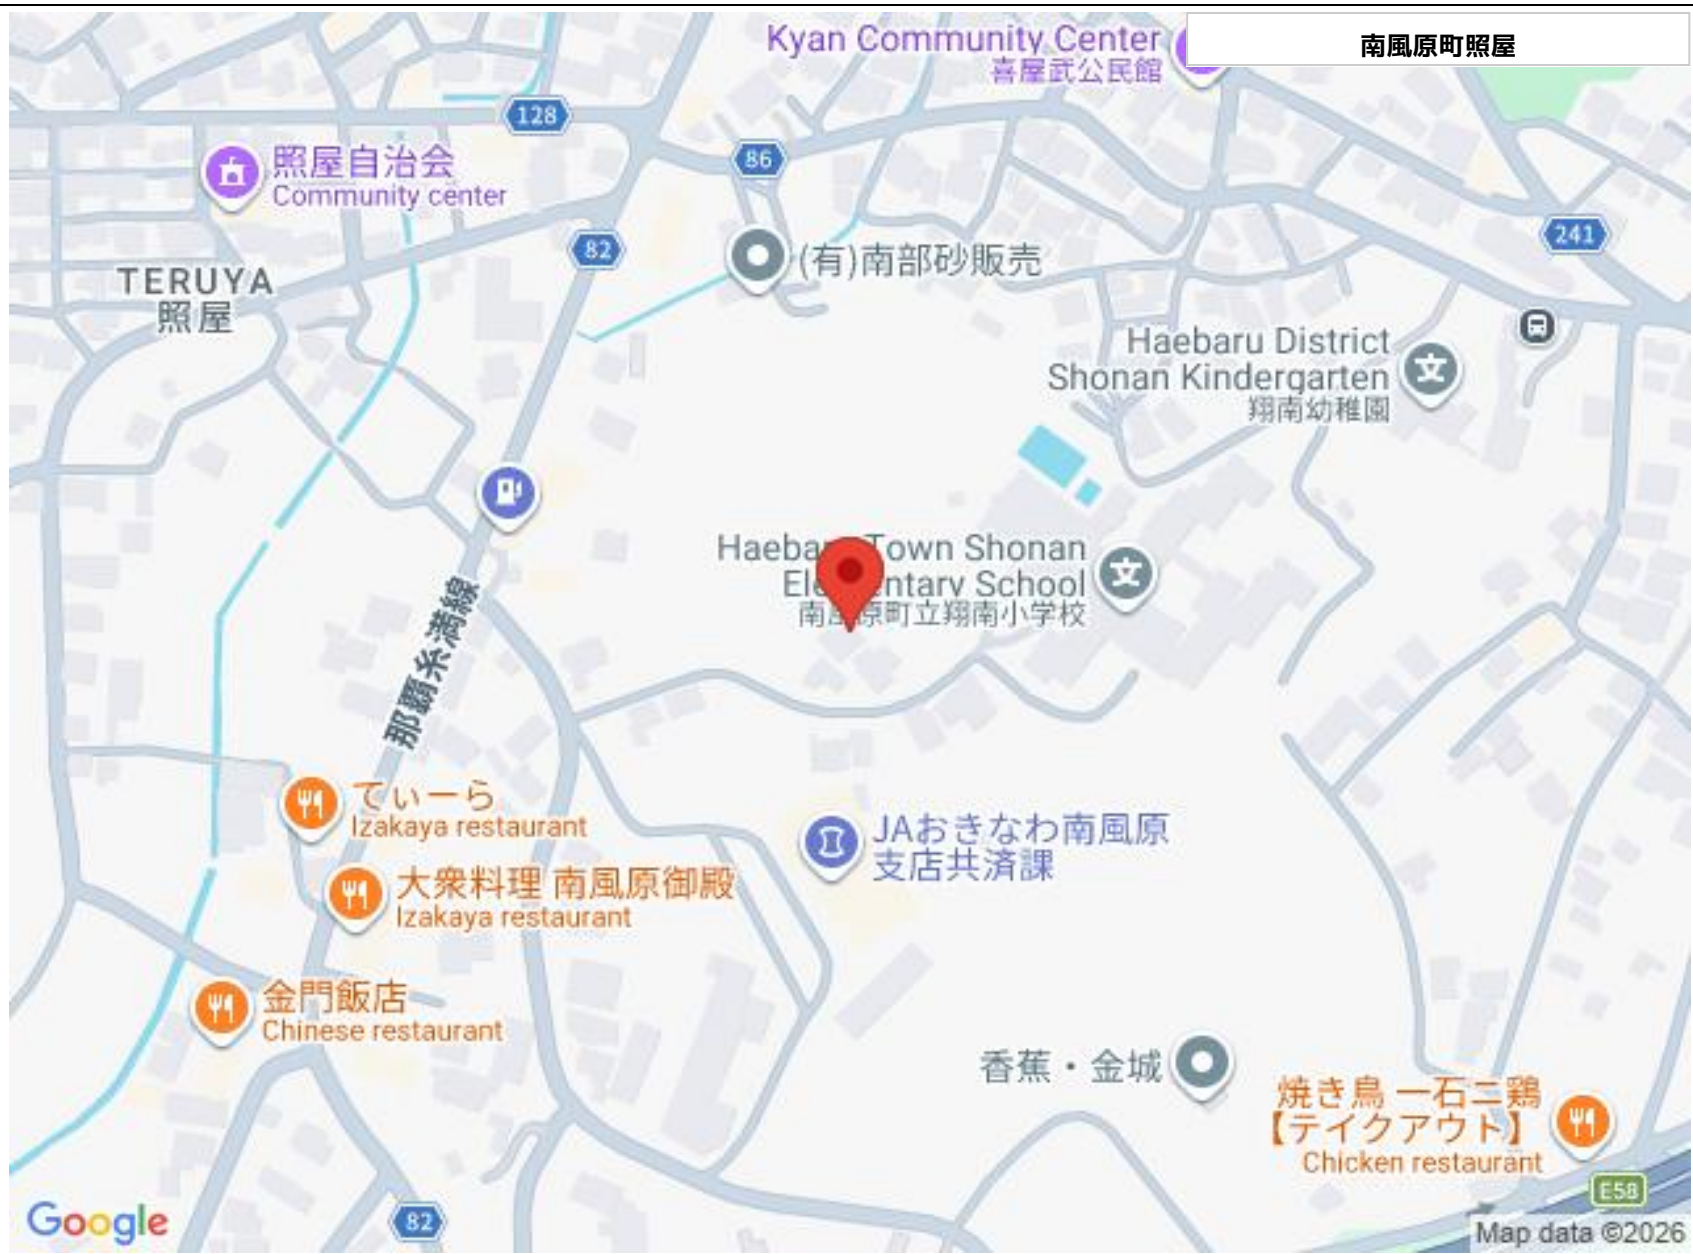 Kyan Community Center
喜屋武公民館
南風原町照屋
128
86
照屋自治会
Community center
82
241
(有)南部砂販売
TERUYA
照屋
Haebaru District
Shonan Kindergarten
翔南幼稚園
Haebaru Town Shonan
Elementary School
南風原町立翔南小学校
那覇糸満線
てぃーら
Izakaya restaurant
JAおきなわ南風原
支店共済課
大衆料理 南風原御殿
Izakaya restaurant
金門飯店
Chinese restaurant
香蕉・金城
焼き鳥 一石二鶏
【テイクアウト】
Chicken restaurant
E58
Google
82
Map data ©2026